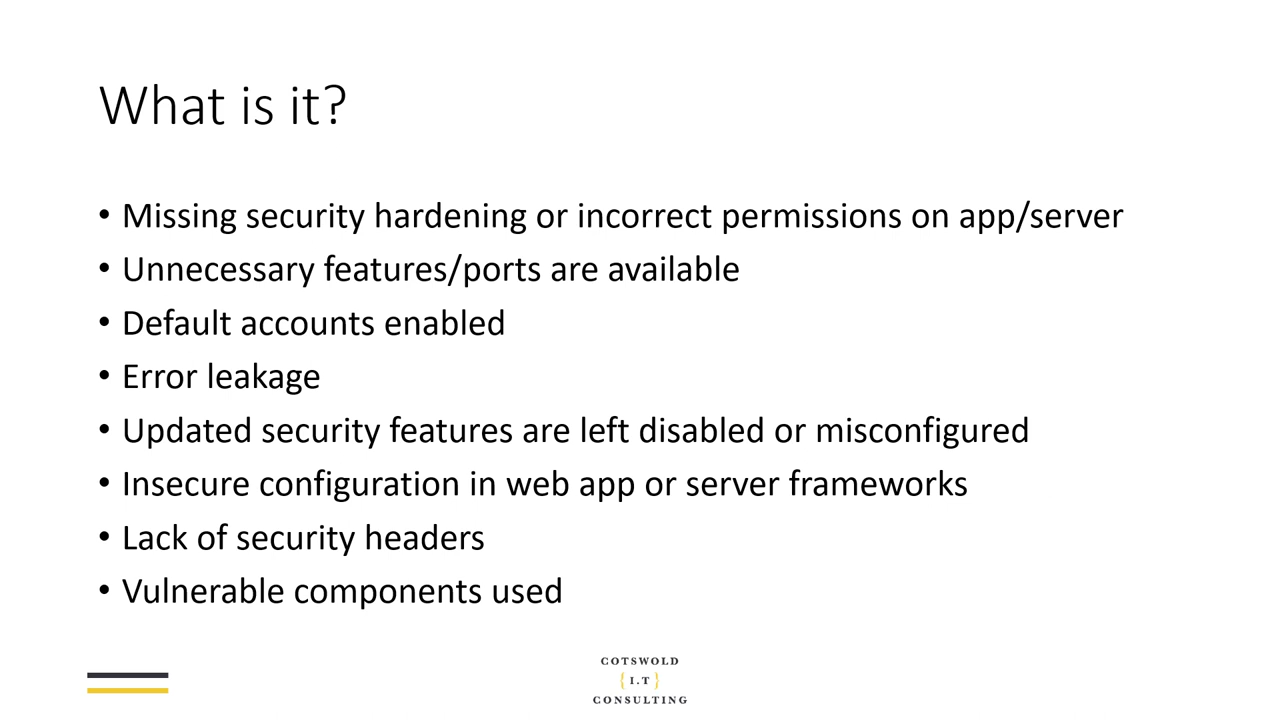 What is it?
• Missing security hardening or incorrect permissions on app/server
• Unnecessary features/ports are available
• Default accounts enabled
• Error leakage
• Updated security features are left disabled or misconfigured
• Insecure configuration in web app or server frameworks
• Lack of security headers
• Vulnerable components used
COTSWOLD
{ I.T }
CONSULTING